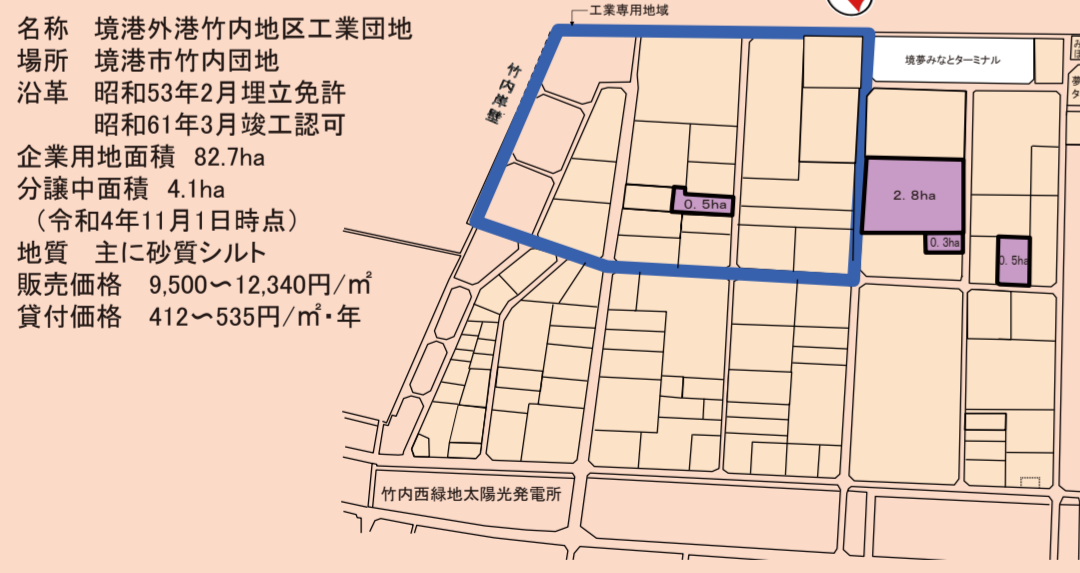 名称　境港外港竹内地区工業団地
場所　境港市竹内団地
沿革　昭和53年2月埋立免許
昭和61年3月竣工認可
企業用地面積　82.7ha
分譲中面積　4.1ha
（令和4年11月1日時点）
地質　主に砂質シルト
販売価格　9,500～12,340円/㎡
貸付価格　412～535円/㎡・年
工業専用地域
竹内岸壁
境夢みなとターミナル
2.8ha
0.5ha
0.3ha
0.5ha
竹内西緑地太陽光発電所